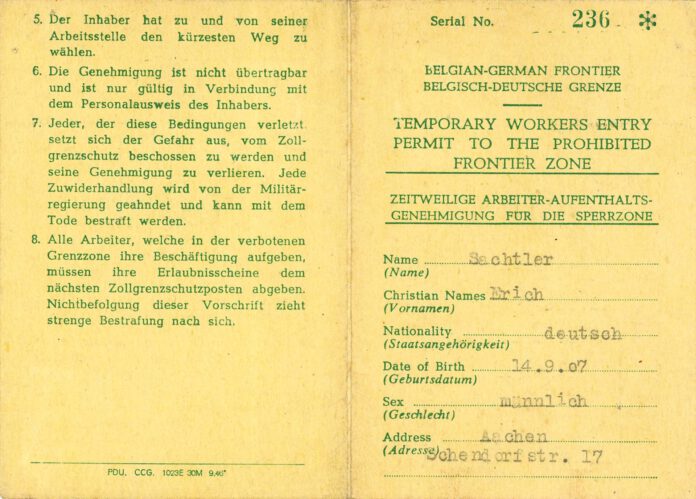 5. Der Inhaber hat zu und von seiner
Arbeitsstelle den kürzesten Weg zu
wählen.
6. Die Genehmigung ist nicht übertragbar
und ist nur gültig in Verbindung mit
dem Personalausweis des Inhabers.
7. Jeder, der diese Bedingungen verletzt
setzt sich der Gefahr aus, vom Zoll-
grenzschutz beschossen zu werden und
seine Genehmigung zu verlieren. Jede
Zuwiderhandlung wird von der Militär-
regierung geahndet und kann mit dem
Tode bestraft werden.
8. Alle Arbeiter, welche in der verbotenen
Grenzzone ihre Beschäftigung aufgeben,
müssen ihre Erlaubnisscheine dem
nächsten Zollgrenzschutzposten abgeben.
Nichtbefolgung dieser Vorschrift zieht
strenge Bestrafung nach sich.
PDU. CCG. 1023E 30M 9.46*
Serial No. 236 *
BELGIAN-GERMAN FRONTIER
BELGISCH-DEUTSCHE GRENZE
TEMPORARY WORKERS ENTRY
PERMIT TO THE PROHIBITED
FRONTIER ZONE
ZEITWEILIGE ARBEITER-AUFENTHALTS-
GENEHMIGUNG FÜR DIE SPERRZONE
Name Sachtler
(Name)
Christian Names Erich
(Vornamen)
Nationality deutsch
(Staatsangehörigkeit)
Date of Birth 14.9.07
(Geburtsdatum)
Sex männlich
(Geschlecht)
Address Aachen
(Adresse) Schendorfstr. 17